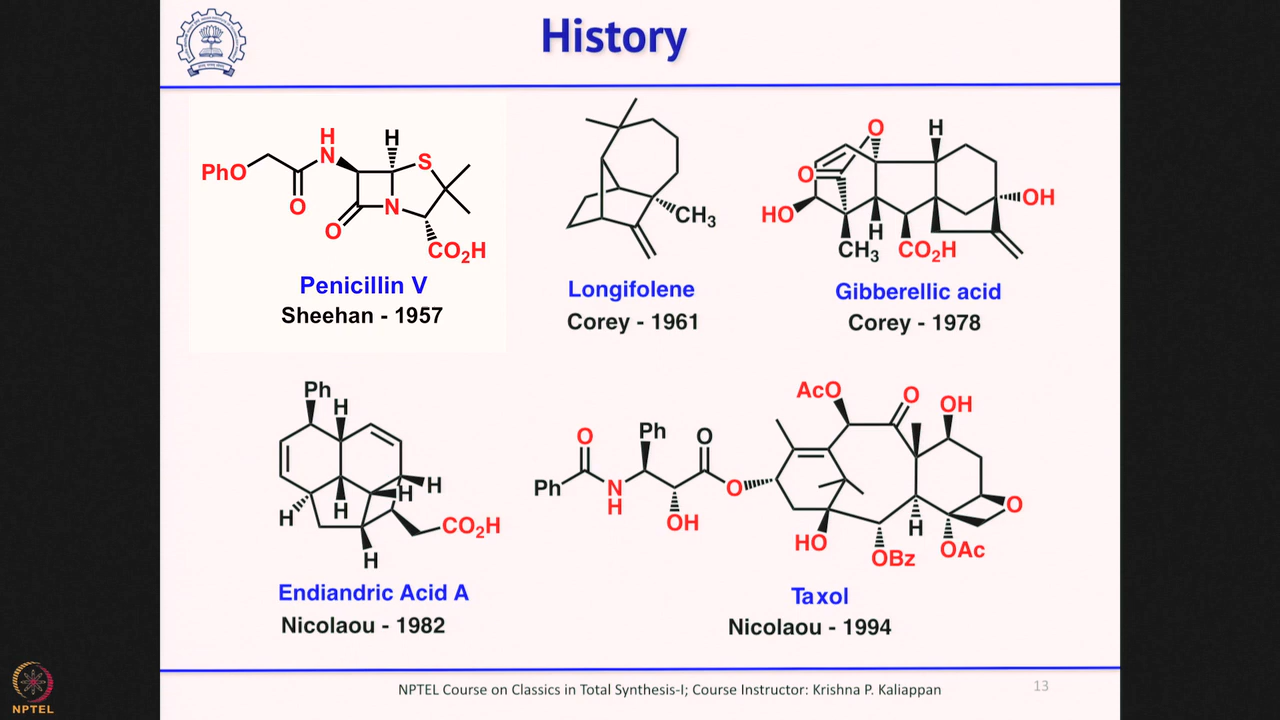 History
PhO
H
N
O
O
H
S
N
CO2H
Penicillin V
Sheehan - 1957
CH3
Longifolene
Corey - 1961
O
H
O
HO
OH
H
CH3
CO2H
Gibberellic acid
Corey - 1978
Ph
H
H
H
H
H
CO2H
H
Endiandric Acid A
Nicolaou - 1982
Ph
O
N
H
Ph
OH
O
O
AcO
O
OH
HO
OBz
H
OAc
O
Taxol
Nicolaou - 1994
NPTEL Course on Classics in Total Synthesis-I; Course Instructor: Krishna P. Kaliappan
13
NPTEL